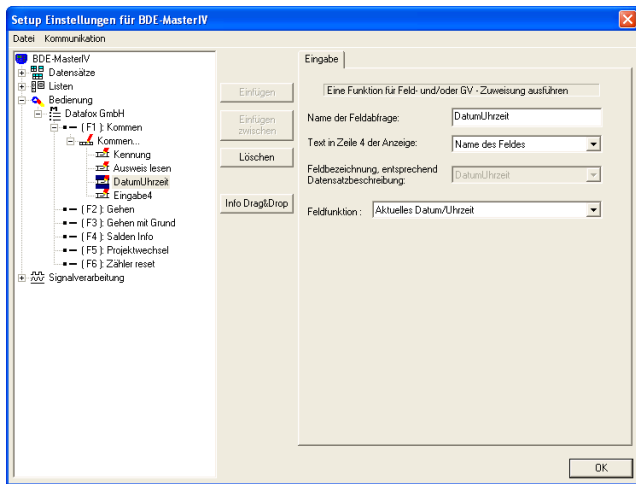 Setup Einstellungen für BDE-MasterIV
Datei Kommunikation
BDE-MasterIV
Datensätze
Listen
Bedienung
Datafox GmbH
( F1 ): Kommen
Kommen...
Kennung
Ausweis lesen
DatumUhrzeit
Eingabe4
( F2 ): Gehen
( F3 ): Gehen mit Grund
( F4 ): Salden Info
( F5 ): Projektwechsel
( F6 ): Zähler reset
Signalverarbeitung
Einfügen
Einfügen
zwischen
Löschen
Info Drag&Drop
Eingabe
Eine Funktion für Feld- und/oder GV - Zuweisung ausführen
Name der Feldabfrage: DatumUhrzeit
Text in Zeile 4 der Anzeige: Name des Feldes
Feldbezeichnung, entsprechend
Datensatzbeschreibung: DatumUhrzeit
Feldfunktion : Aktuelles Datum/Uhrzeit
OK